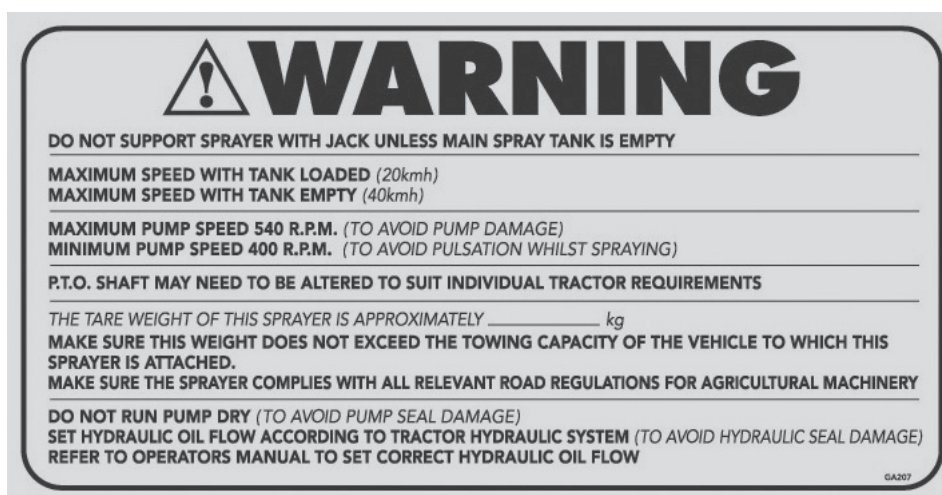 WARNING
DO NOT SUPPORT SPRAYER WITH JACK UNLESS MAIN SPRAY TANK IS EMPTY
MAXIMUM SPEED WITH TANK LOADED (20kmh)
MAXIMUM SPEED WITH TANK EMPTY (40kmh)
MAXIMUM PUMP SPEED 540 R.P.M. (TO AVOID PUMP DAMAGE)
MINIMUM PUMP SPEED 400 R.P.M. (TO AVOID PULSATION WHILST SPRAYING)
P.T.O. SHAFT MAY NEED TO BE ALTERED TO SUIT INDIVIDUAL TRACTOR REQUIREMENTS
THE TARE WEIGHT OF THIS SPRAYER IS APPROXIMATELY ____________ kg
MAKE SURE THIS WEIGHT DOES NOT EXCEED THE TOWING CAPACITY OF THE VEHICLE TO WHICH THIS
SPRAYER IS ATTACHED.
MAKE SURE THE SPRAYER COMPLIES WITH ALL RELEVANT ROAD REGULATIONS FOR AGRICULTURAL MACHINERY
DO NOT RUN PUMP DRY (TO AVOID PUMP SEAL DAMAGE)
SET HYDRAULIC OIL FLOW ACCORDING TO TRACTOR HYDRAULIC SYSTEM (TO AVOID HYDRAULIC SEAL DAMAGE)
REFER TO OPERATORS MANUAL TO SET CORRECT HYDRAULIC OIL FLOW
GA207